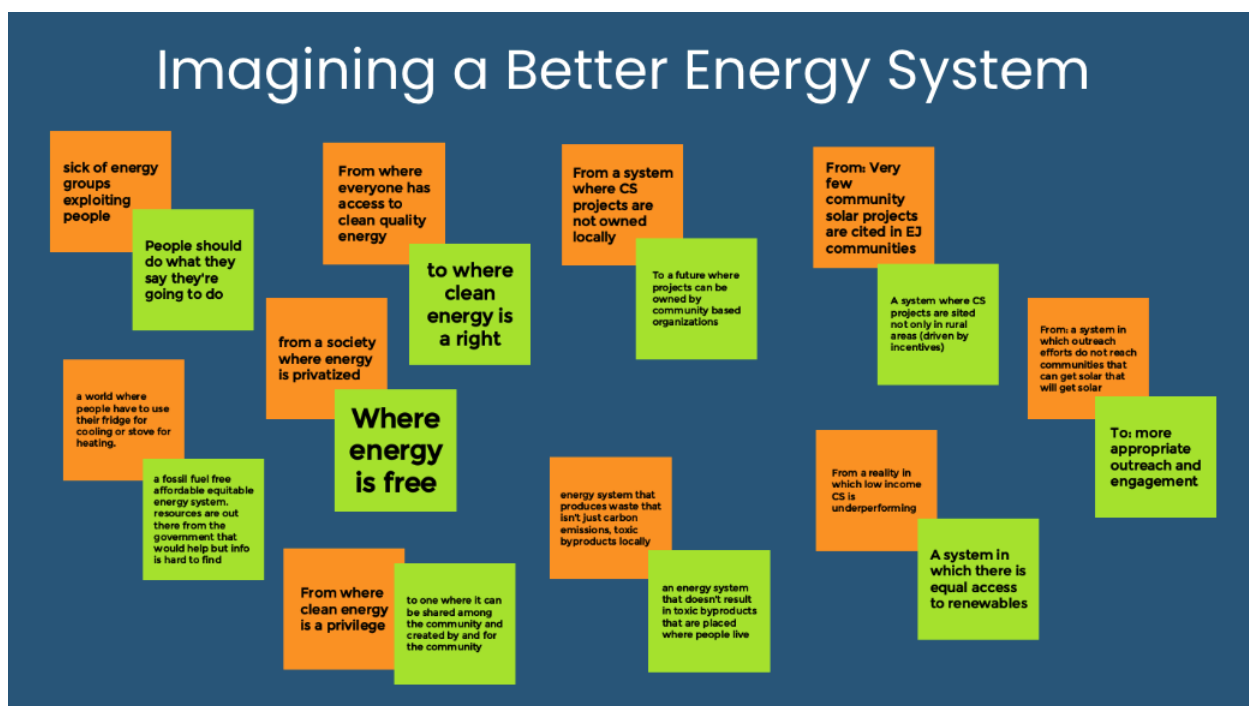 Imagining a Better Energy System
sick of energy
groups
exploiting
people
People should
do what they
say they're
going to do
From where
everyone has
access to
clean quality
energy
to where
clean
energy is
a right
From a system
where CS
projects are
not owned
locally
To a future where
projects can be
owned by
community based
organizations
From: Very
few
community
solar projects
are cited in EJ
communities
A system where CS
projects are sited
not only in rural
areas (driven by
incentives)
from a society
where energy
is privatized
Where
energy
is free
From: a system in
which outreach
efforts do not reach
communities that
can get solar that
will get solar
To: more
appropriate
outreach and
engagement
a world where
people have to use
their fridge for
cooling or stove for
heating.
a fossil fuel free
affordable equitable
energy system.
resources are out
there from the
government that
would help but info
is hard to find
energy system that
produces waste that
isn't just carbon
emissions, toxic
byproducts locally
an energy system
that doesn't result
in toxic byproducts
that are placed
where people live
From a reality in
which low income
CS is
underperforming
A system in
which there is
equal access
to renewables
From where
clean energy
is a privilege
to one where it can
be shared among
the community and
created by and for
the community